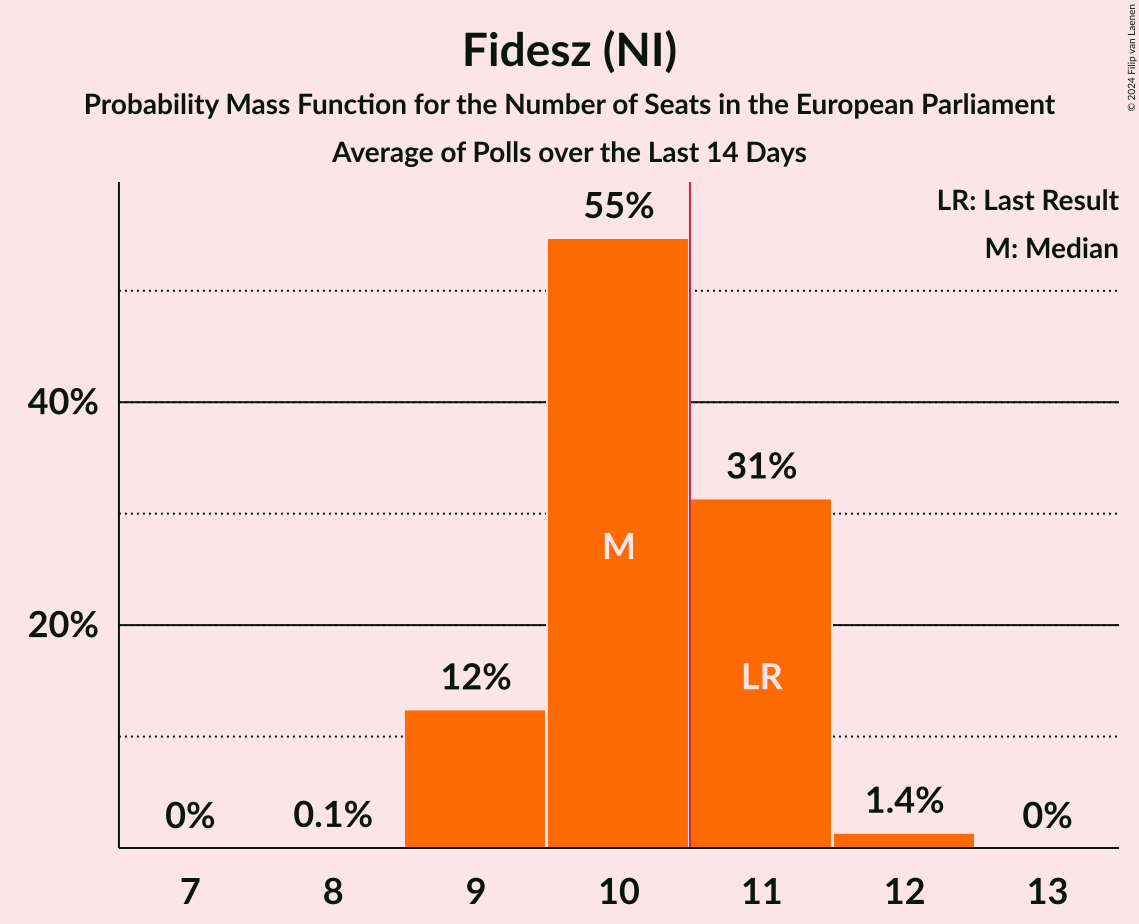 Fidesz (NI)
Probability Mass Function for the Number of Seats in the European Parliament
Average of Polls over the Last 14 Days
© 2024 Filip van Laenen
LR: Last Result
M: Median
55%
40%
31%
M
20%
12%
LR
0%
0.1%
1.4%
0%
7
8
9
10
11
12
13